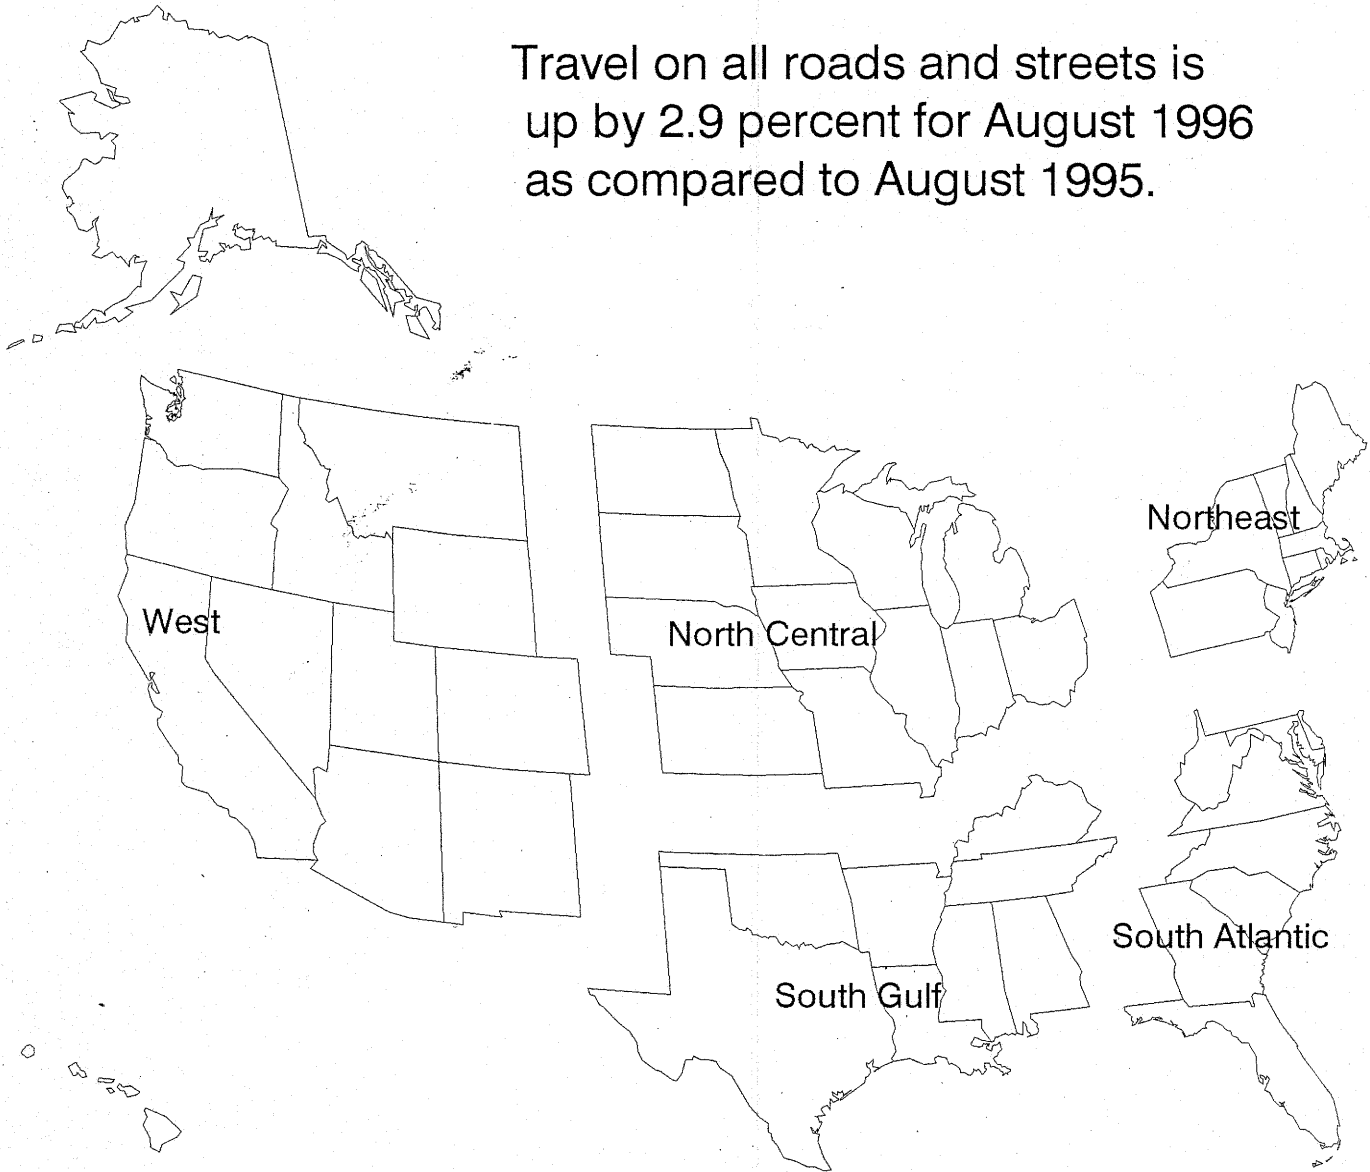 Travel on all roads and streets is
up by 2.9 percent for August 1996
as compared to August 1995.
Northeast
West
North Central
South Atlantic
South Gulf